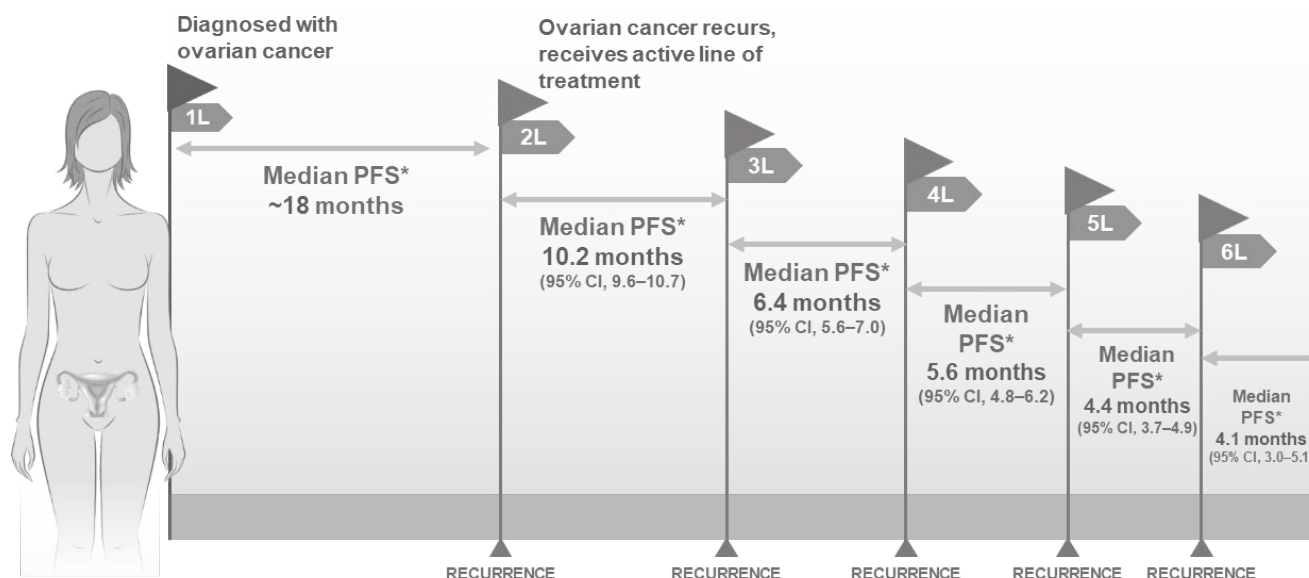 Diagnosed with
ovarian cancer
Ovarian cancer recurs,
receives active line of
treatment
1L
2L
3L
4L
5L
6L
Median PFS*
~18 months
Median PFS*
10.2 months
(95% CI, 9.6–10.7)
Median PFS*
6.4 months
(95% CI, 5.6–7.0)
Median
PFS*
5.6 months
(95% CI, 4.8–6.2)
Median
PFS*
4.4 months
(95% CI, 3.7–4.9)
Median
PFS*
4.1 months
(95% CI, 3.0–5.1
RECURRENCE
RECURRENCE
RECURRENCE
RECURRENCE
RECURRENCE